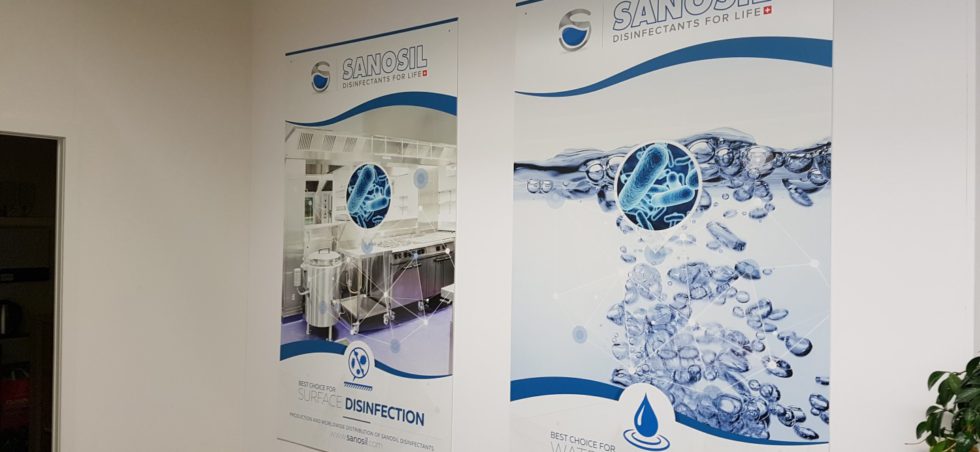 SANOSIL
DISINFECTANTS FOR LIFE
BEST CHOICE FOR
SURFACE DISINFECTION
PRODUCTION AND WORLDWIDE DISTRIBUTION OF SANOSIL DISINFECTANTS
www.sanosil.com
SANOSIL
DISINFECTANTS FOR LIFE
BEST CHOICE FOR